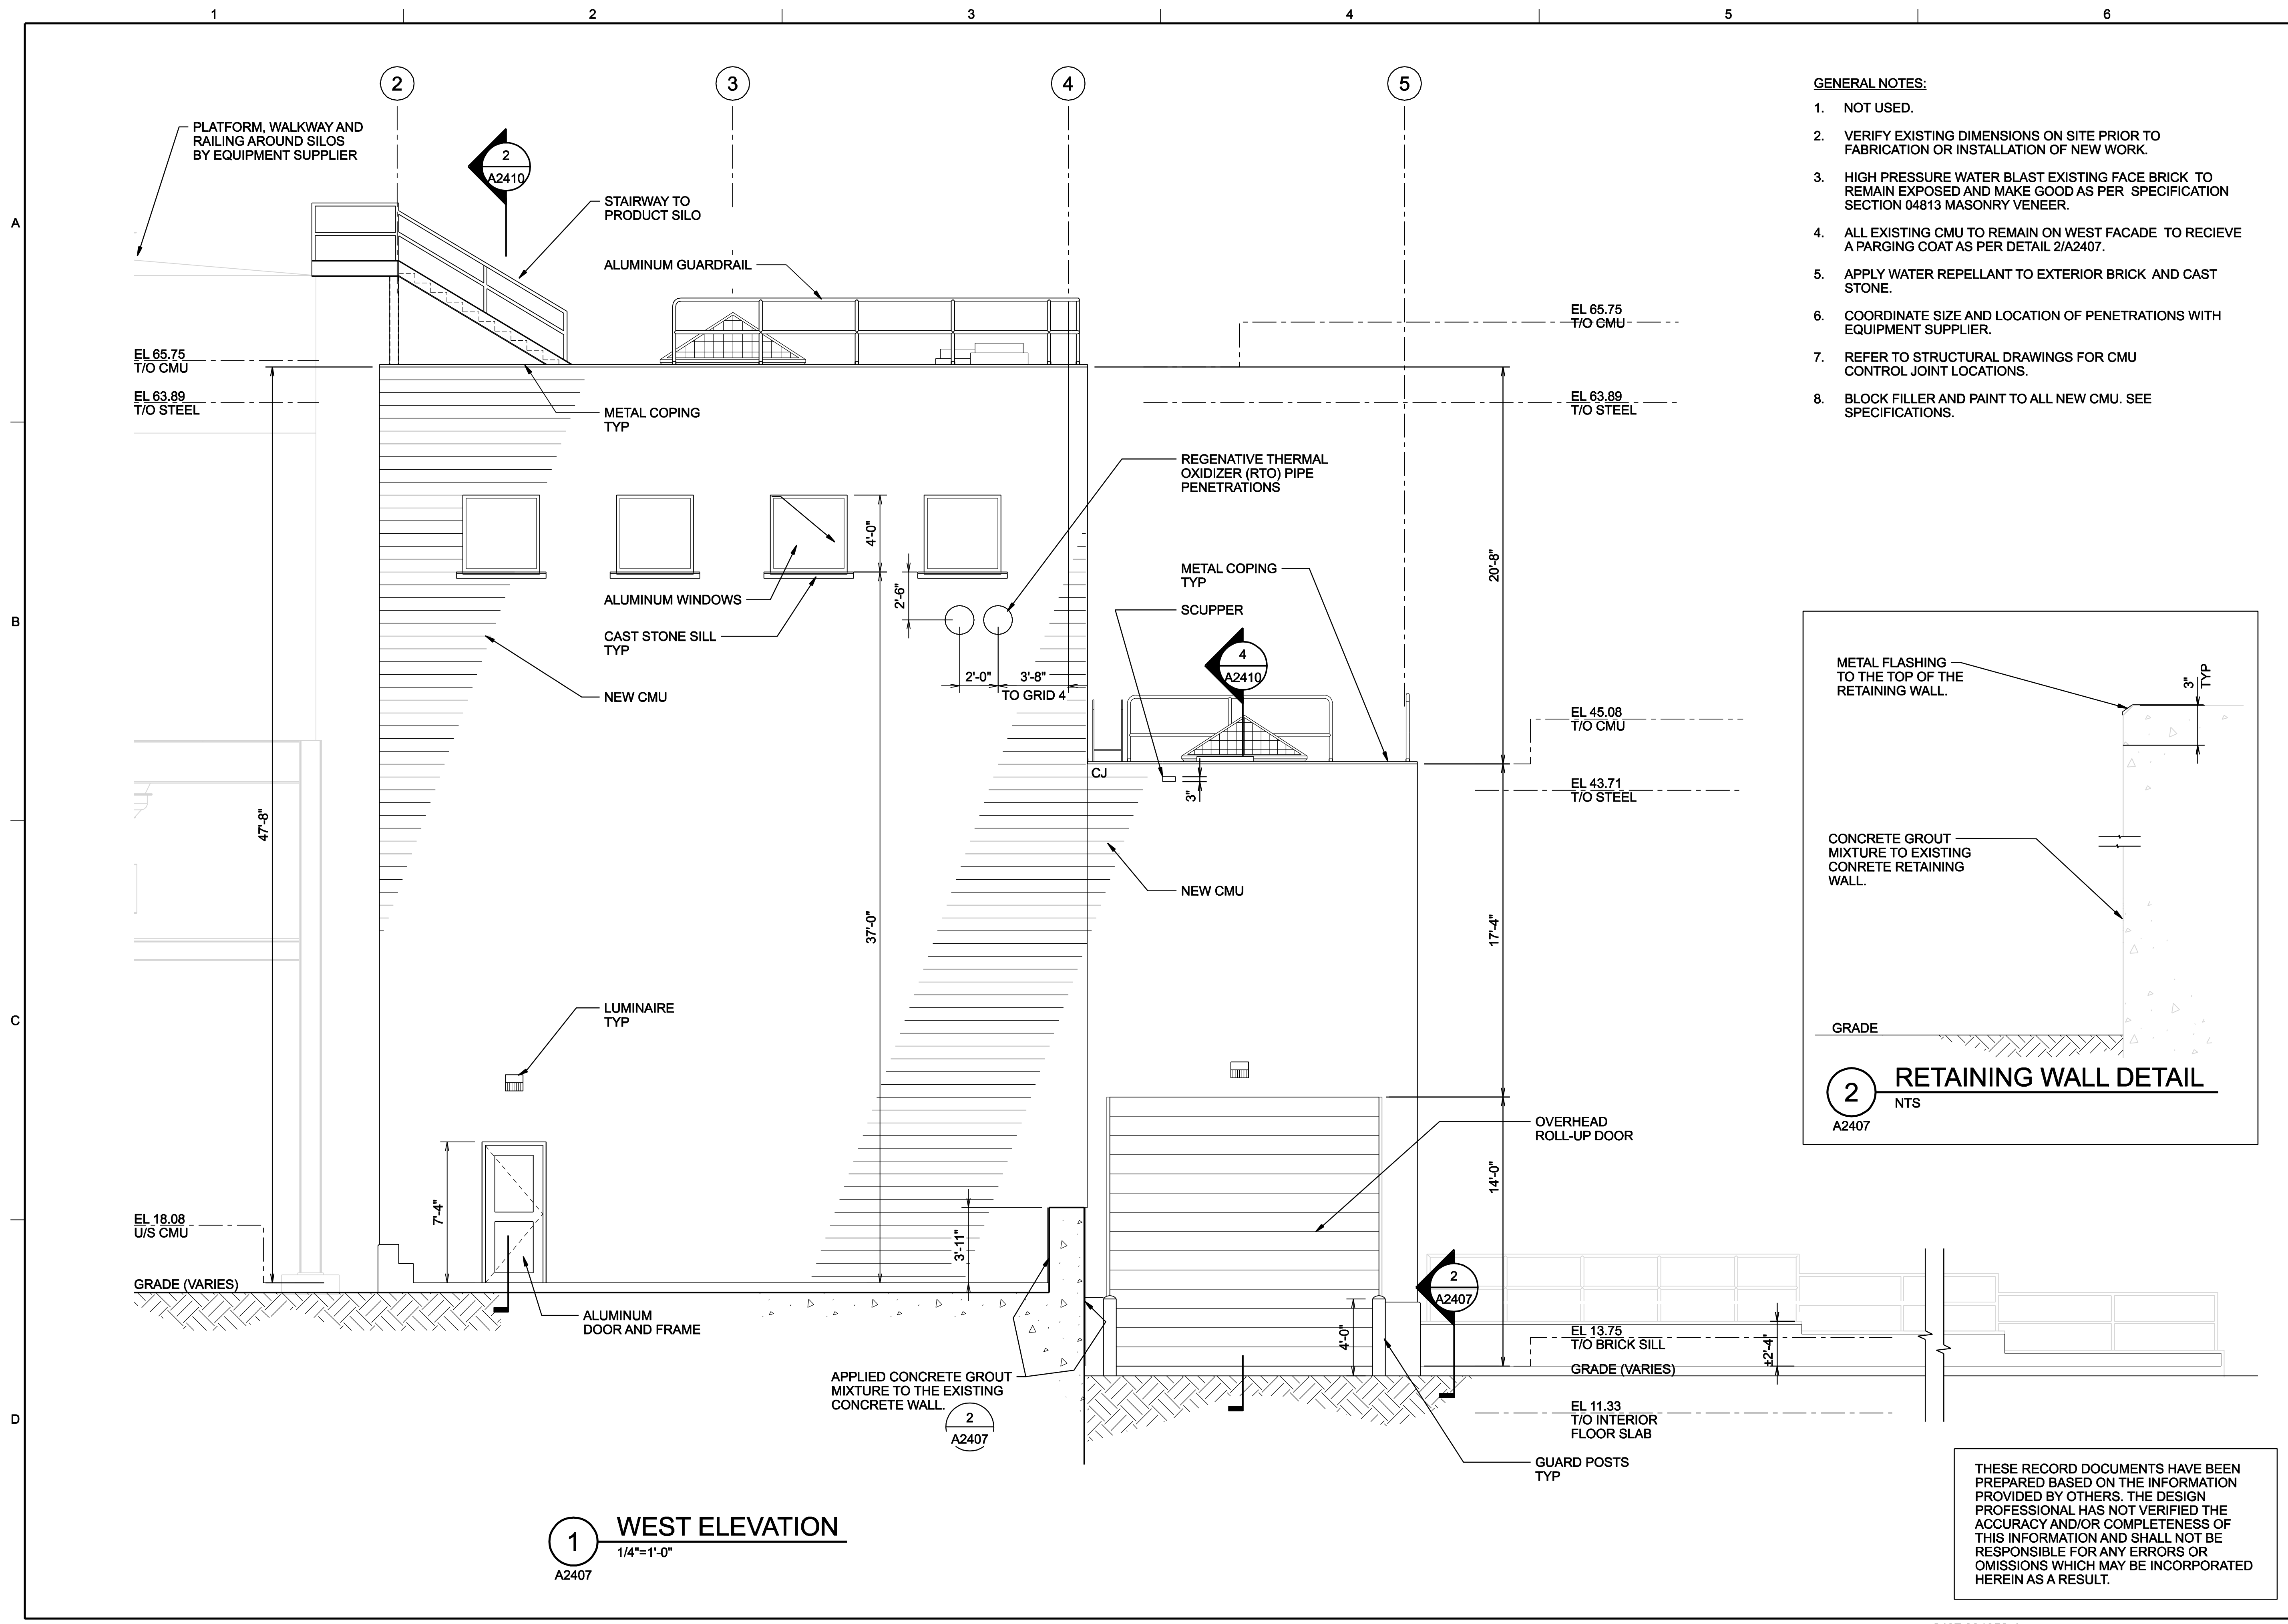 1 2 3 4 5 6
A
B
C
D
2 3 4 5
PLATFORM, WALKWAY AND
RAILING AROUND SILOS
BY EQUIPMENT SUPPLIER
2
A2410
STAIRWAY TO
PRODUCT SILO
ALUMINUM GUARDRAIL
EL 65.75
T/O CMU
EL 63.89
T/O STEEL
METAL COPING
TYP
REGENATIVE THERMAL
OXIDIZER (RTO) PIPE
PENETRATIONS
EL 65.75
T/O CMU
EL 63.89
T/O STEEL
4'-0"
2'-6"
20'-8"
METAL COPING
TYP
SCUPPER
ALUMINUM WINDOWS
CAST STONE SILL
TYP
NEW CMU
2'-0"
3'-8"
TO GRID 4
4
A2410
EL 45.08
T/O CMU
CJ
3"
EL 43.71
T/O STEEL
47'-8"
NEW CMU
37'-0"
17'-4"
LUMINAIRE
TYP
OVERHEAD
ROLL-UP DOOR
14'-0"
7'-4"
3'-11"
EL 18.08
U/S CMU
GRADE (VARIES)
ALUMINUM
DOOR AND FRAME
2
A2407
4'-0"
EL 13.75
T/O BRICK SILL
±2'-4"
GRADE (VARIES)
APPLIED CONCRETE GROUT
MIXTURE TO THE EXISTING
CONCRETE WALL.
2
A2407
EL 11.33
T/O INTERIOR
FLOOR SLAB
GUARD POSTS
TYP
1
WEST ELEVATION
1/4"=1'-0"
A2407
GENERAL NOTES:
1. NOT USED.
2. VERIFY EXISTING DIMENSIONS ON SITE PRIOR TO
FABRICATION OR INSTALLATION OF NEW WORK.
3. HIGH PRESSURE WATER BLAST EXISTING FACE BRICK TO
REMAIN EXPOSED AND MAKE GOOD AS PER SPECIFICATION
SECTION 04813 MASONRY VENEER.
4. ALL EXISTING CMU TO REMAIN ON WEST FACADE TO RECIEVE
A PARGING COAT AS PER DETAIL 2/A2407.
5. APPLY WATER REPELLANT TO EXTERIOR BRICK AND CAST
STONE.
6. COORDINATE SIZE AND LOCATION OF PENETRATIONS WITH
EQUIPMENT SUPPLIER.
7. REFER TO STRUCTURAL DRAWINGS FOR CMU
CONTROL JOINT LOCATIONS.
8. BLOCK FILLER AND PAINT TO ALL NEW CMU. SEE
SPECIFICATIONS.
METAL FLASHING
TO THE TOP OF THE
RETAINING WALL.
3"
TYP
CONCRETE GROUT
MIXTURE TO EXISTING
CONRETE RETAINING
WALL.
GRADE
2
RETAINING WALL DETAIL
NTS
A2407
THESE RECORD DOCUMENTS HAVE BEEN
PREPARED BASED ON THE INFORMATION
PROVIDED BY OTHERS. THE DESIGN
PROFESSIONAL HAS NOT VERIFIED THE
ACCURACY AND/OR COMPLETENESS OF
THIS INFORMATION AND SHALL NOT BE
RESPONSIBLE FOR ANY ERRORS OR
OMISSIONS WHICH MAY BE INCORPORATED
HEREIN AS A RESULT.